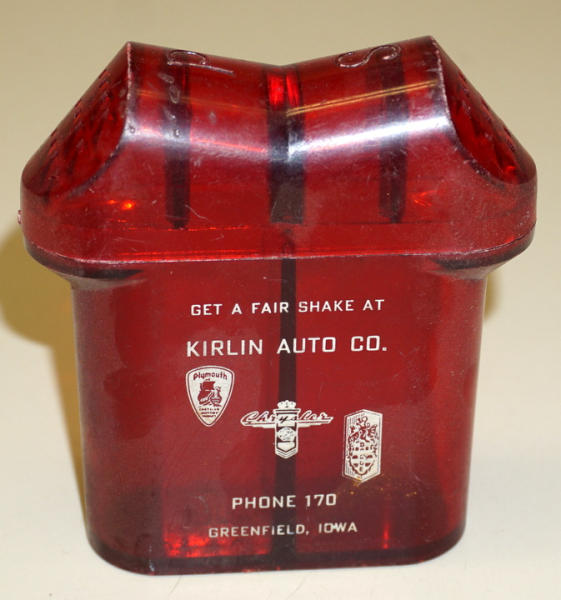 P S
GET A FAIR SHAKE AT
KIRLIN AUTO CO.
Plymouth
Chrysler
PHONE 170
GREENFIELD, IOWA